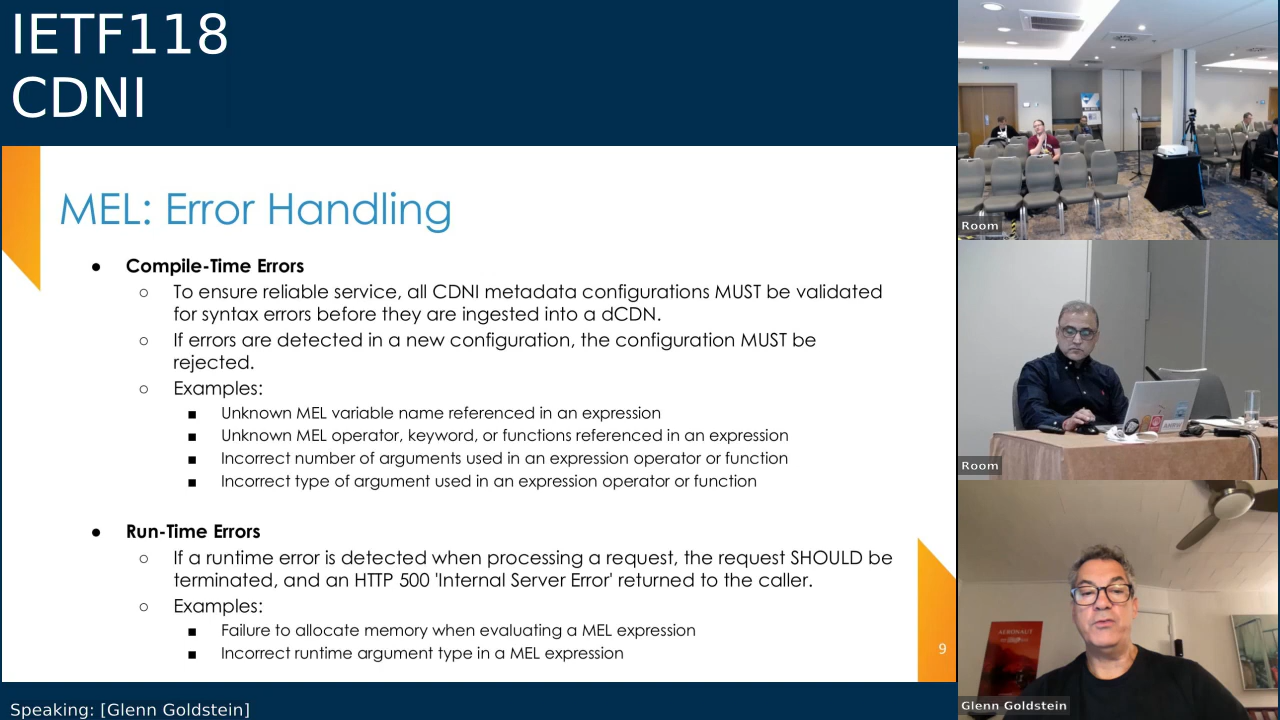 IETF118
CDNI
MEL: Error Handling
● Compile-Time Errors
○ To ensure reliable service, all CDNI metadata configurations MUST be validated
for syntax errors before they are ingested into a dCDN.
○ If errors are detected in a new configuration, the configuration MUST be
rejected.
○ Examples:
■ Unknown MEL variable name referenced in an expression
■ Unknown MEL operator, keyword, or functions referenced in an expression
■ Incorrect number of arguments used in an expression operator or function
■ Incorrect type of argument used in an expression operator or function
● Run-Time Errors
○ If a runtime error is detected when processing a request, the request SHOULD be
terminated, and an HTTP 500 'Internal Server Error' returned to the caller.
○ Examples:
■ Failure to allocate memory when evaluating a MEL expression
■ Incorrect runtime argument type in a MEL expression
9
Speaking: [Glenn Goldstein]
Room
Room
AERONAUT
Glenn Goldstein